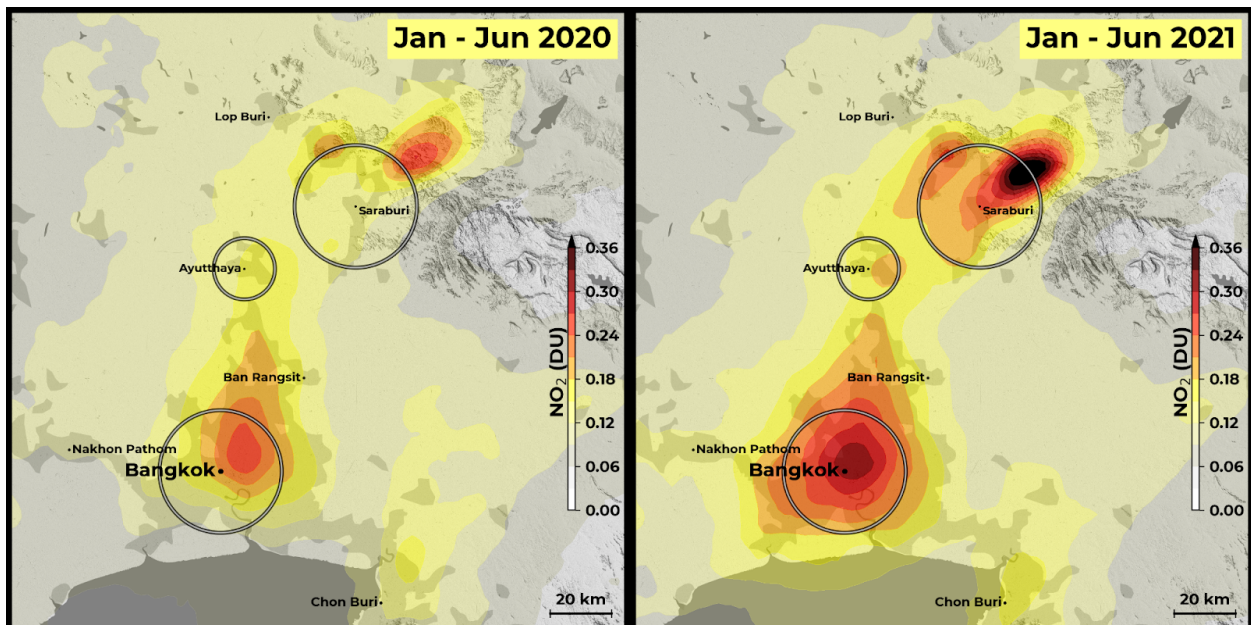 Jan - Jun 2020
Lop Buri
Saraburi
Ayutthaya
Ban Rangsit
Nakhon Pathom
Bangkok
Chon Buri
0.36
0.30
0.24
0.18
0.12
0.06
0.00
NO₂ (DU)
20 km
Jan - Jun 2021
Lop Buri
Saraburi
Ayutthaya
Ban Rangsit
Nakhon Pathom
Bangkok
Chon Buri
0.36
0.30
0.24
0.18
0.12
0.06
0.00
NO₂ (DU)
20 km